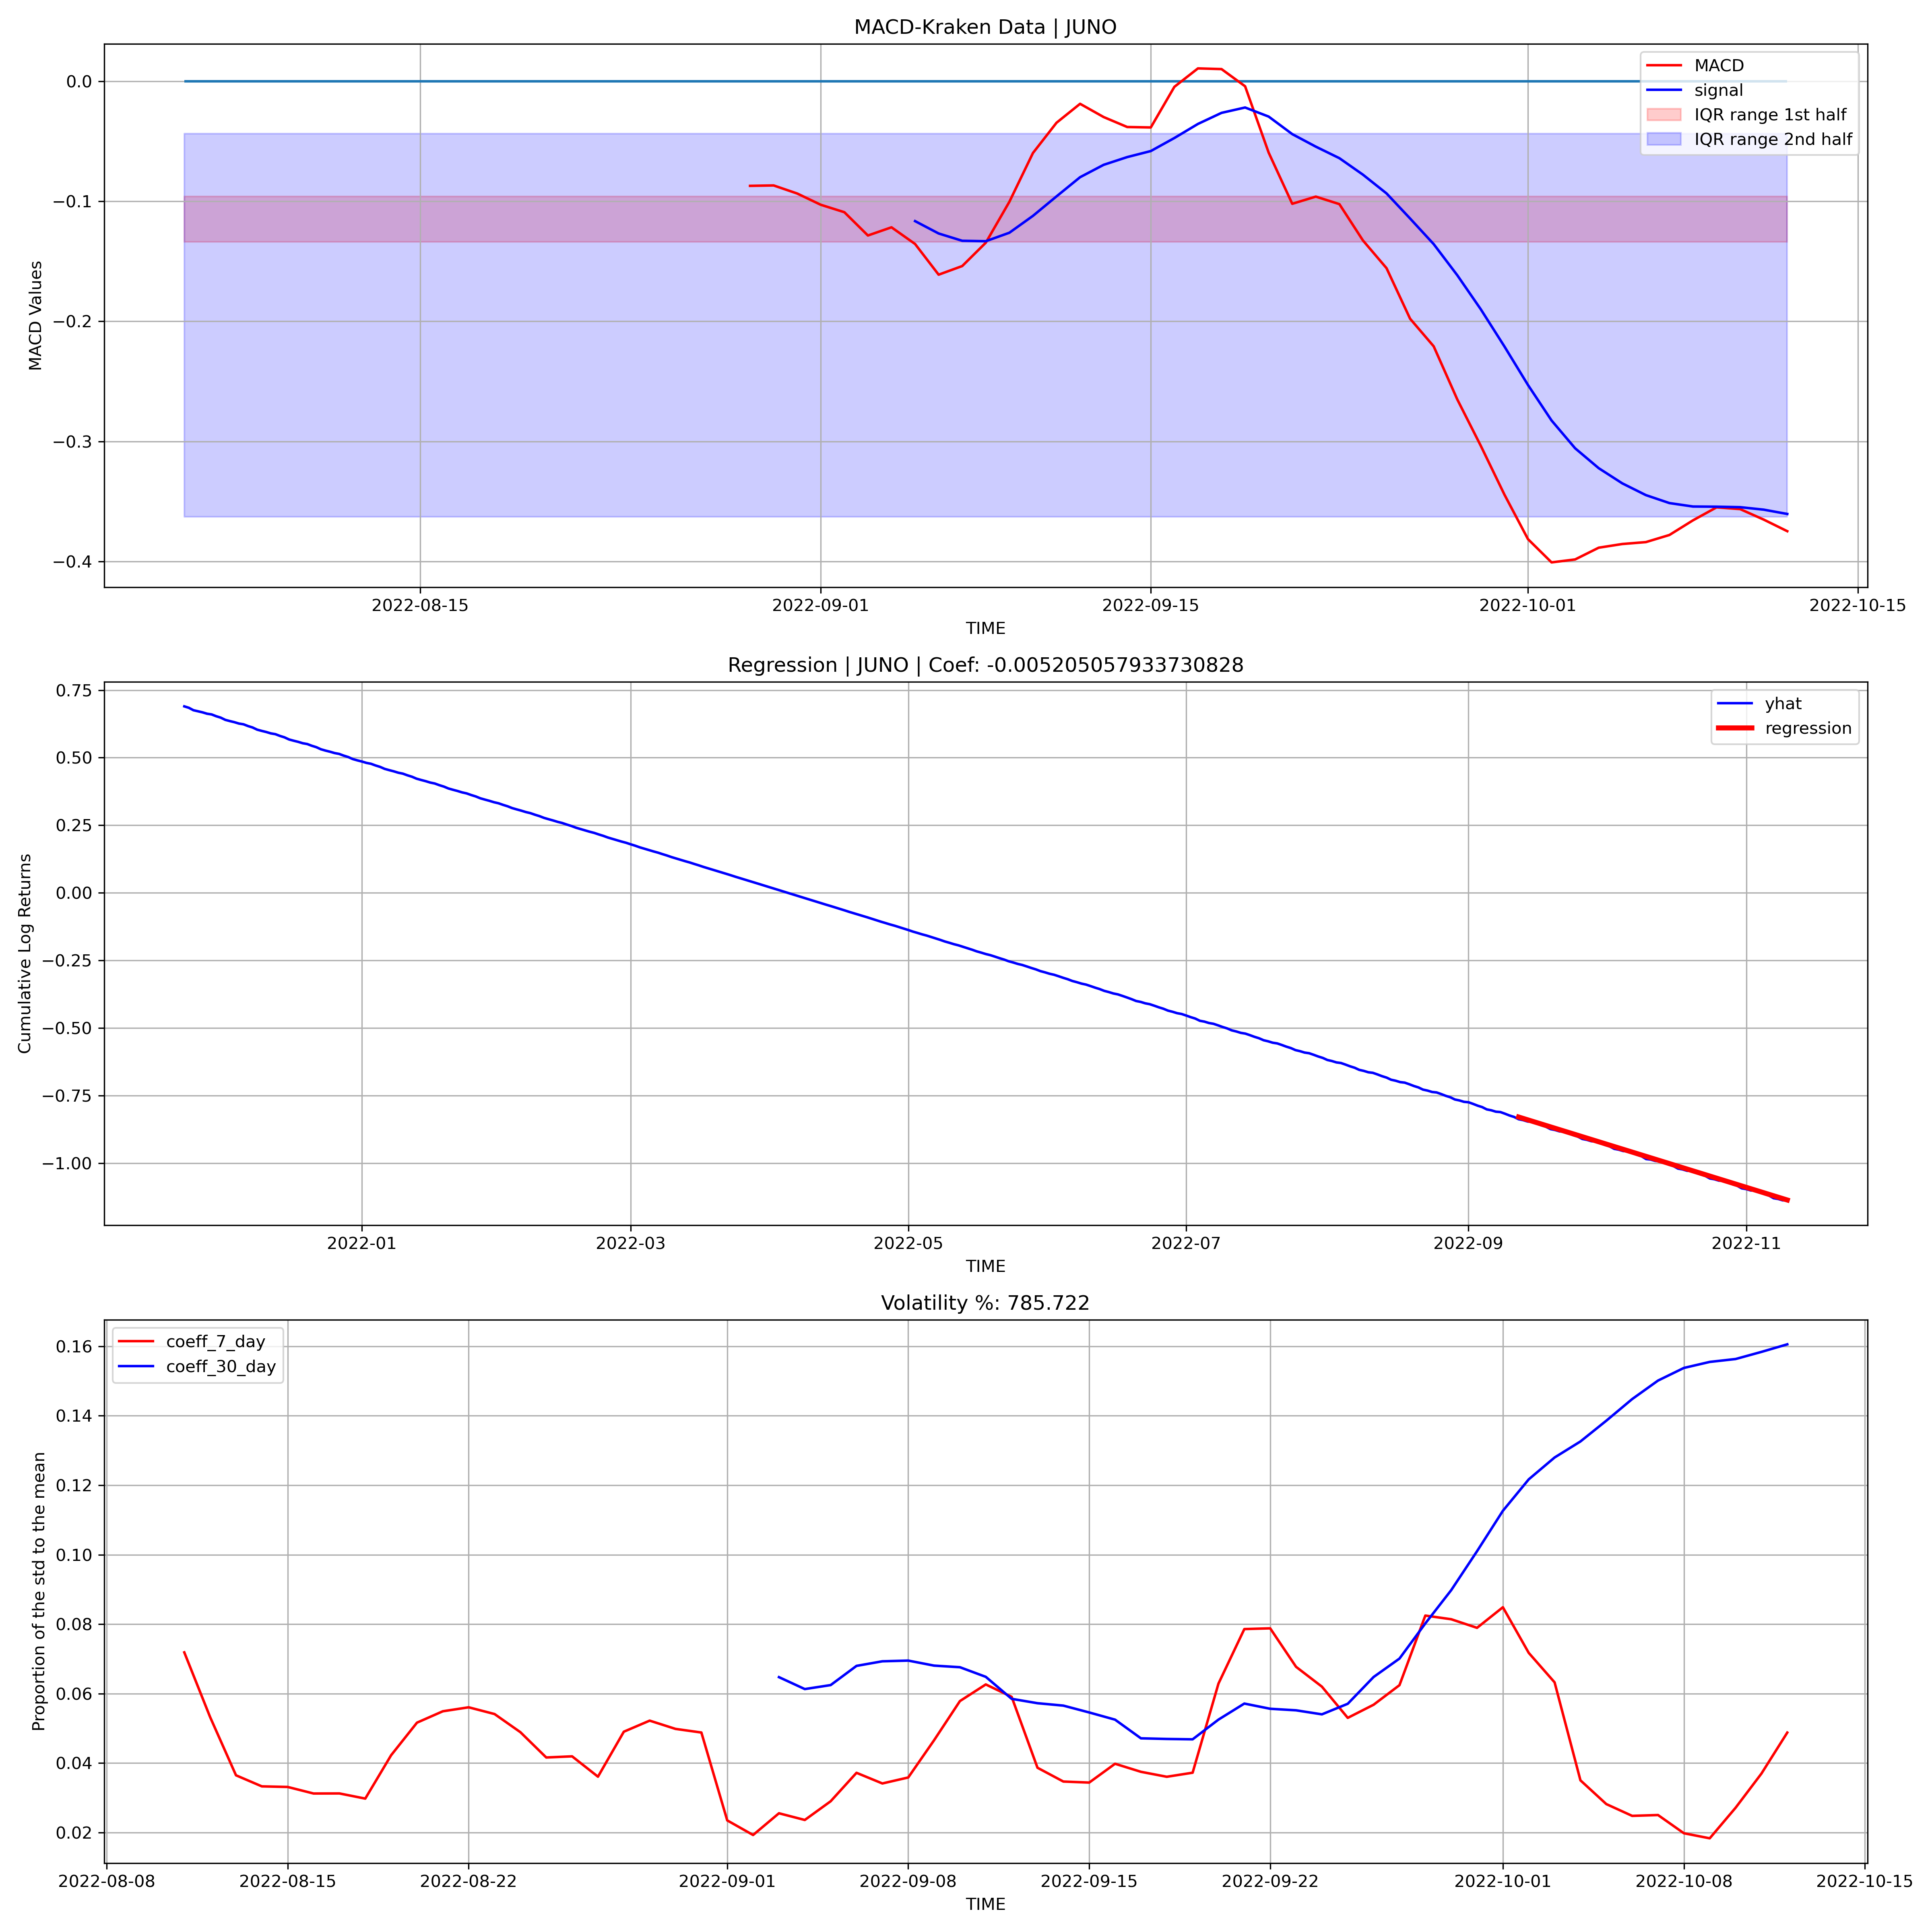 MACD-Kraken Data | JUNO
MACD
signal
IQR range 1st half
IQR range 2nd half
0.0
−0.1
−0.2
−0.3
−0.4
MACD Values
2022-08-15
2022-09-01
2022-09-15
2022-10-01
2022-10-15
TIME
Regression | JUNO | Coef: -0.005205057933730828
yhat
regression
0.75
0.50
0.25
0.00
−0.25
−0.50
−0.75
−1.00
Cumulative Log Returns
2022-01
2022-03
2022-05
2022-07
2022-09
2022-11
TIME
Volatility %: 785.722
coeff_7_day
coeff_30_day
0.16
0.14
0.12
0.10
0.08
0.06
0.04
0.02
Proportion of the std to the mean
2022-08-08
2022-08-15
2022-08-22
2022-09-01
2022-09-08
2022-09-15
2022-09-22
2022-10-01
2022-10-08
2022-10-15
TIME